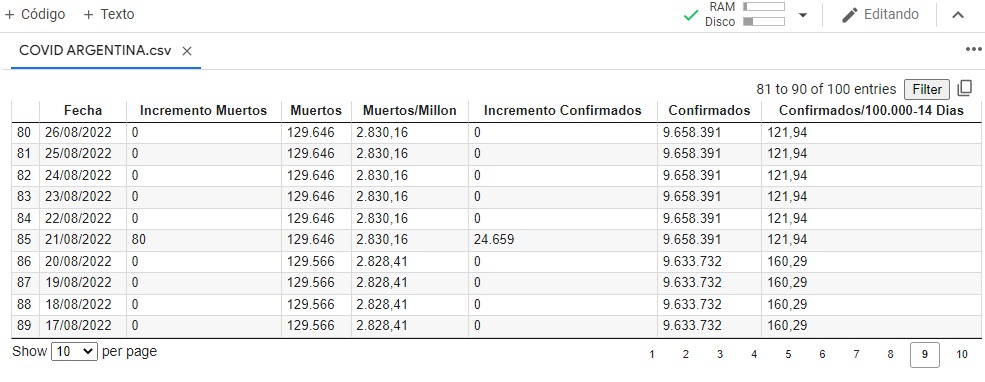 + Código + Texto RAM Disco Editando
COVID ARGENTINA.csv ×
81 to 90 of 100 entries Filter
Fecha Incremento Muertos Muertos Muertos/Millon Incremento Confirmados Confirmados Confirmados/100.000-14 Dias
80 26/08/2022 0 129.646 2.830,16 0 9.658.391 121,94
81 25/08/2022 0 129.646 2.830,16 0 9.658.391 121,94
82 24/08/2022 0 129.646 2.830,16 0 9.658.391 121,94
83 23/08/2022 0 129.646 2.830,16 0 9.658.391 121,94
84 22/08/2022 0 129.646 2.830,16 0 9.658.391 121,94
85 21/08/2022 80 129.646 2.830,16 24.659 9.658.391 121,94
86 20/08/2022 0 129.566 2.828,41 0 9.633.732 160,29
87 19/08/2022 0 129.566 2.828,41 0 9.633.732 160,29
88 18/08/2022 0 129.566 2.828,41 0 9.633.732 160,29
89 17/08/2022 0 129.566 2.828,41 0 9.633.732 160,29
Show 10 per page 1 2 3 4 5 6 7 8 9 10